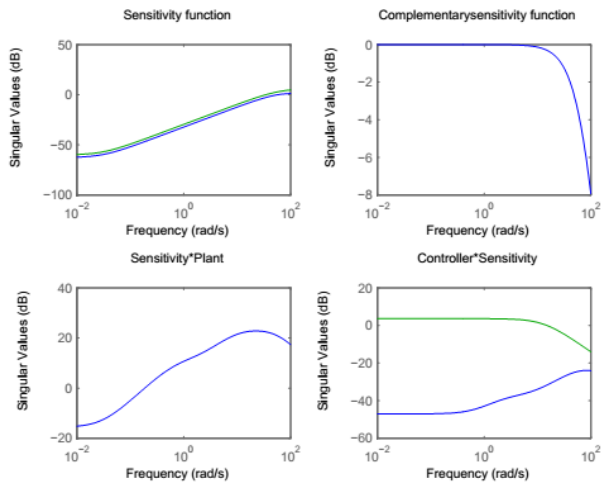 Sensitivity function
Singular Values (dB)
50
0
−50
−100
10^-2
10^0
10^2
Frequency (rad/s)
Complementarysensitivity function
Singular Values (dB)
0
−2
−4
−6
−8
10^-2
10^0
10^2
Frequency (rad/s)
Sensitivity*Plant
Singular Values (dB)
40
20
0
−20
10^-2
10^0
10^2
Frequency (rad/s)
Controller*Sensitivity
Singular Values (dB)
20
0
−20
−40
−60
10^-2
10^0
10^2
Frequency (rad/s)